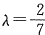 λ = 2/7